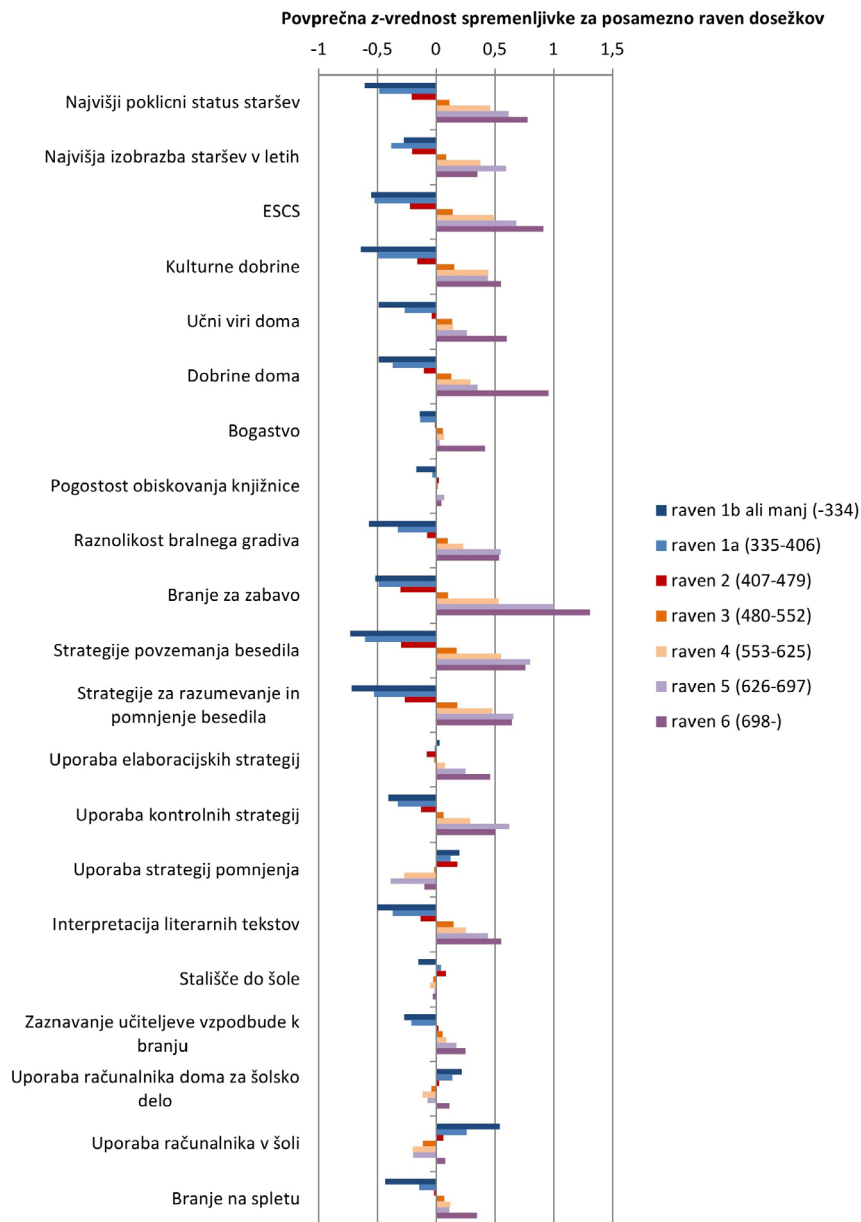 Povprečna z-vrednost spremenljivke za posamezno raven dosežkov
-1 -0,5 0 0,5 1 1,5
Najvišji poklicni status staršev
Najvišja izobrazba staršev v letih
ESCS
Kulturne dobrine
Učni viri doma
Dobrine doma
Bogastvo
Pogostost obiskovanja knjižnice
Raznolikost bralnega gradiva
Branje za zabavo
Strategije povzemanja besedila
Strategije za razumevanje in
pomnjenje besedila
Uporaba elaboracijskih strategij
Uporaba kontrolnih strategij
Uporaba strategij pomnjenja
Interpretacija literarnih tekstov
Stališče do šole
Zaznavanje učiteljeve vzpodbude k
branju
Uporaba računalnika doma za šolsko
delo
Uporaba računalnika v šoli
Branje na spletu
raven 1b ali manj (-334)
raven 1a (335-406)
raven 2 (407-479)
raven 3 (480-552)
raven 4 (553-625)
raven 5 (626-697)
raven 6 (698-)